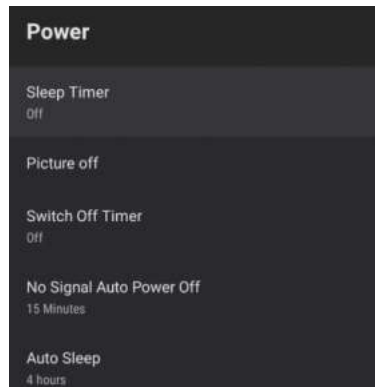 Power
Sleep Timer
Off
Picture off
Switch Off Timer
Off
No Signal Auto Power Off
15 Minutes
Auto Sleep
4 hours